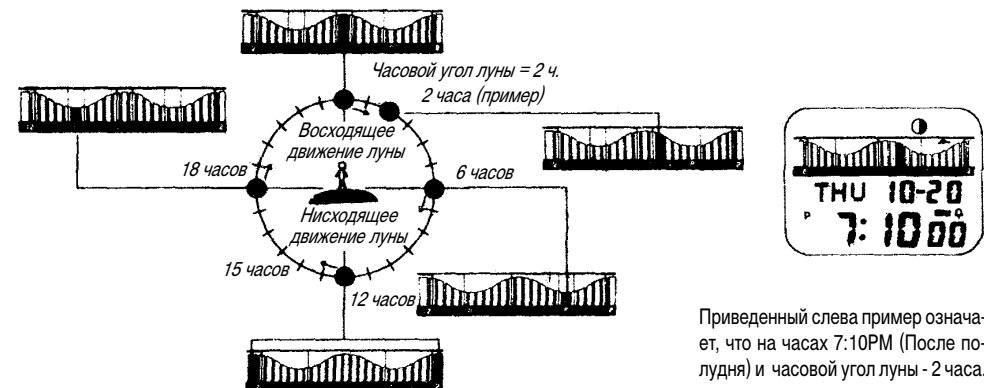 Часовой угол луны = 2 ч.
2 часа (пример)
Восходящее
движение луны
18 часов
6 часов
Нисходящее
движение луны
15 часов
12 часов
THU 10-20
P 7:10 00
Приведенный слева пример означа-
ет, что на часах 7:10PM (После по-
лудня) и часовой угол луны - 2 часа.